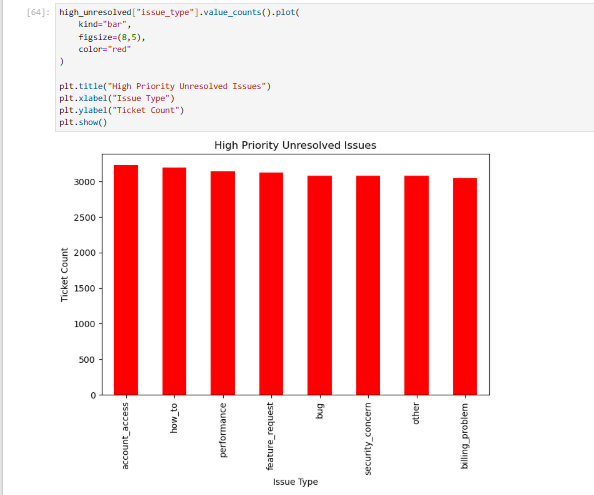 [64]: high_unresolved["issue_type"].value_counts().plot(
kind="bar",
figsize=(8,5),
color="red"
)
plt.title("High Priority Unresolved Issues")
plt.xlabel("Issue Type")
plt.ylabel("Ticket Count")
plt.show()
High Priority Unresolved Issues
Ticket Count
3000
2500
2000
1500
1000
500
0
account_access
how_to
performance
feature_request
bug
security_concern
other
billing_problem
Issue Type